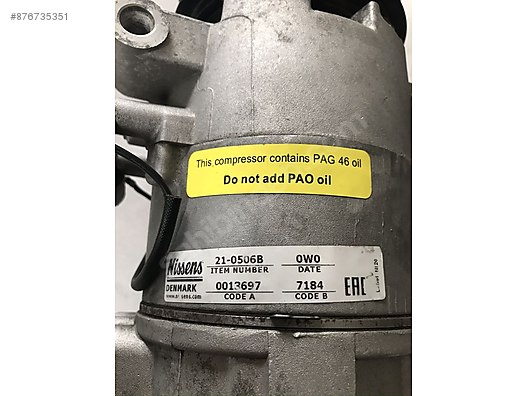 #876735351
This compressor contains PAG 46 oil
Do not add PAO oil
Nissens
DENMARK
21-0506B
ITEM NUMBER
0W0
DATE
0013697
CODE A
7184
CODE B
EAC